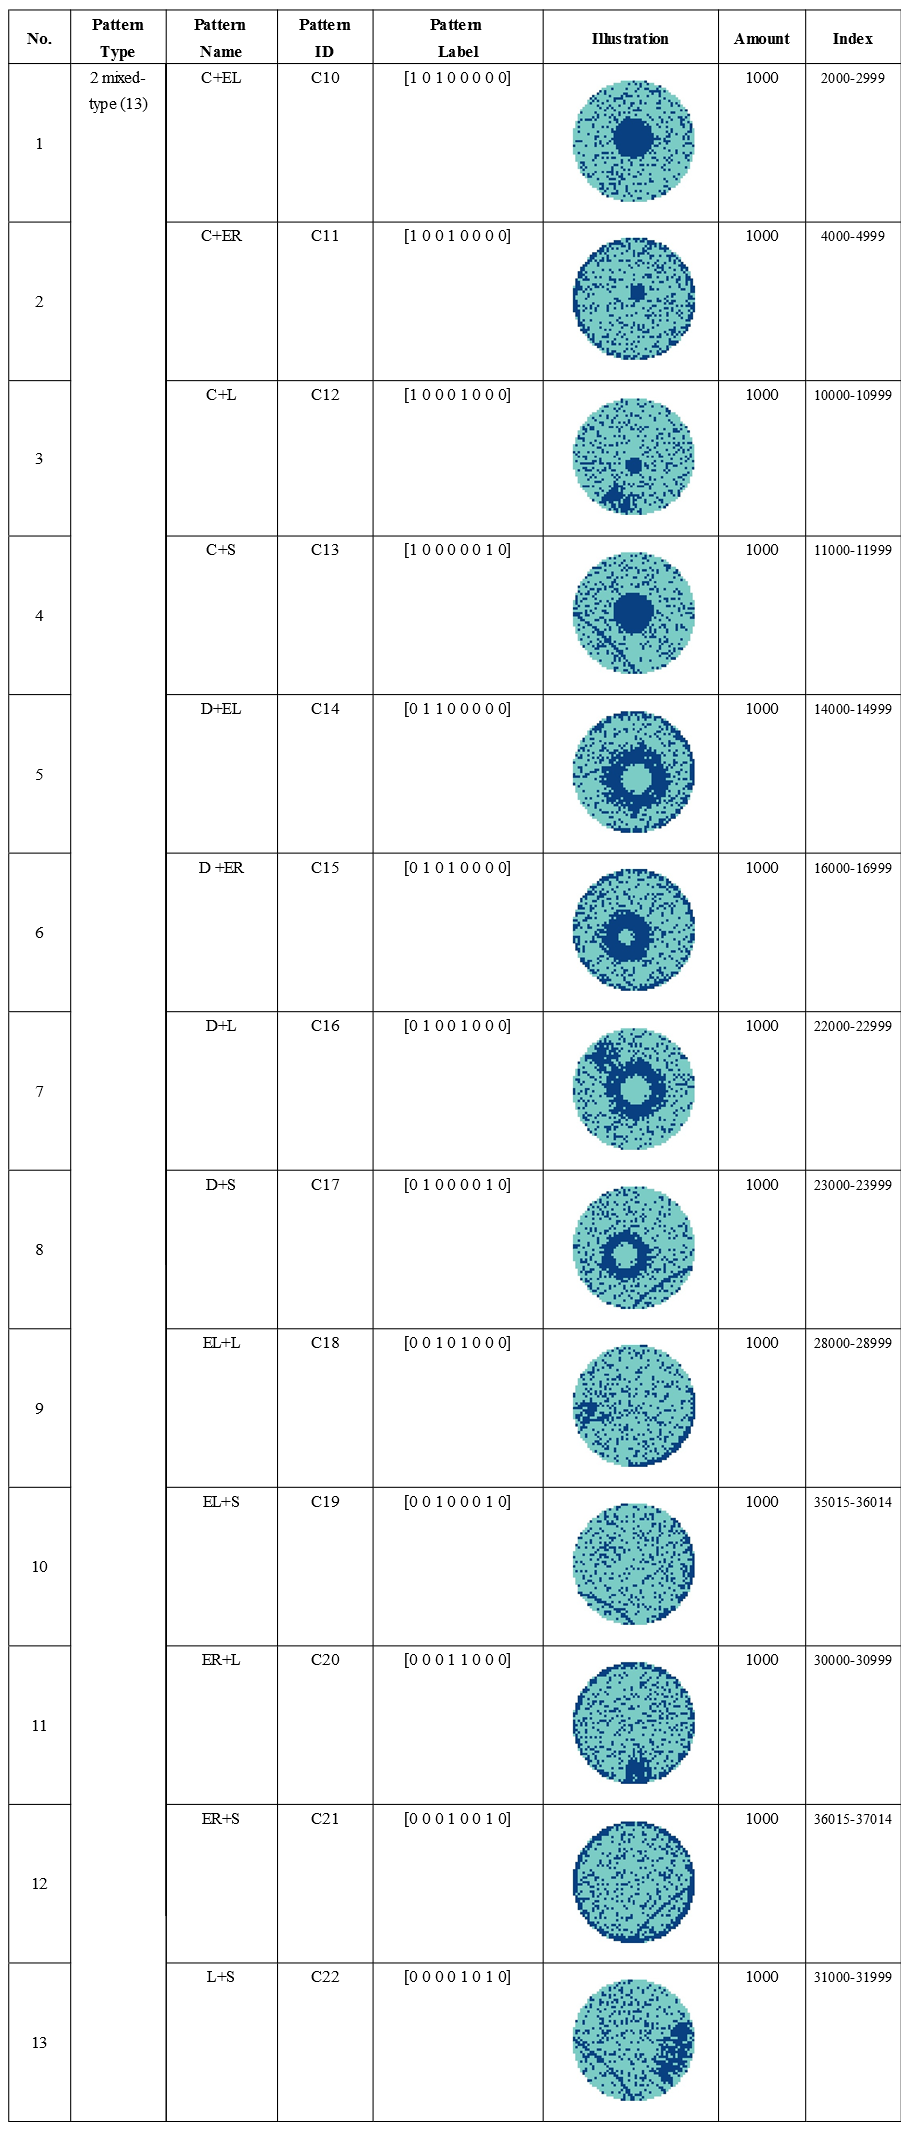 No. Pattern Type Pattern Name Pattern ID Pattern Label Illustration Amount Index
1 2 mixed-type (13) C+EL C10 [1 0 1 0 0 0 0 0] 1000 2000-2999
2 C+ER C11 [1 0 0 1 0 0 0 0] 1000 4000-4999
3 C+L C12 [1 0 0 0 1 0 0 0] 1000 10000-10999
4 C+S C13 [1 0 0 0 0 0 1 0] 1000 11000-11999
5 D+EL C14 [0 1 1 0 0 0 0 0] 1000 14000-14999
6 D +ER C15 [0 1 0 1 0 0 0 0] 1000 16000-16999
7 D+L C16 [0 1 0 0 1 0 0 0] 1000 22000-22999
8 D+S C17 [0 1 0 0 0 0 1 0] 1000 23000-23999
9 EL+L C18 [0 0 1 0 1 0 0 0] 1000 28000-28999
10 EL+S C19 [0 0 1 0 0 0 1 0] 1000 35015-36014
11 ER+L C20 [0 0 0 1 1 0 0 0] 1000 30000-30999
12 ER+S C21 [0 0 0 1 0 0 1 0] 1000 36015-37014
13 L+S C22 [0 0 0 0 1 0 1 0] 1000 31000-31999